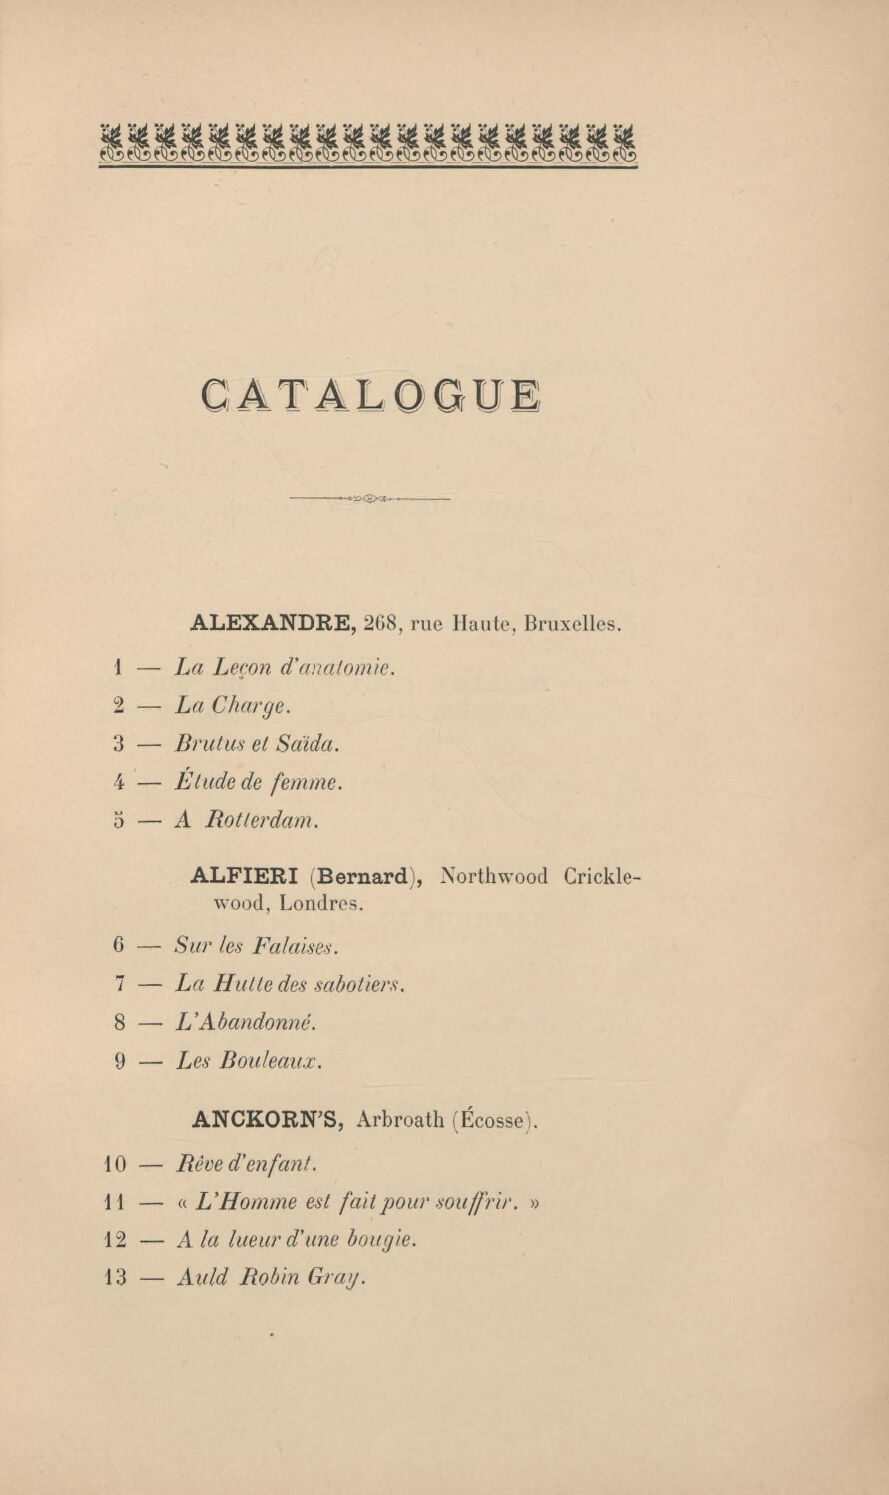 CATALOGUE
ALEXANDRE, 268, rue Haute, Bruxelles.
1 — La Leçon d'anatomie.
2 — La Charge.
3 — Brutus et Saïda.
4 — Étude de femme.
5 — A Rotterdam.
ALFIERI (Bernard), Northwood Crickle-
wood, Londres.
6 — Sur les Falaises.
7 — La Hutte des sabotiers.
8 — L'Abandonné.
9 — Les Bouleaux.
ANCKORN'S, Arbroath (Écosse).
10 — Rêve d'enfant.
11 — « L'Homme est fait pour souffrir. »
12 — A la lueur d'une bougie.
13 — Auld Robin Gray.